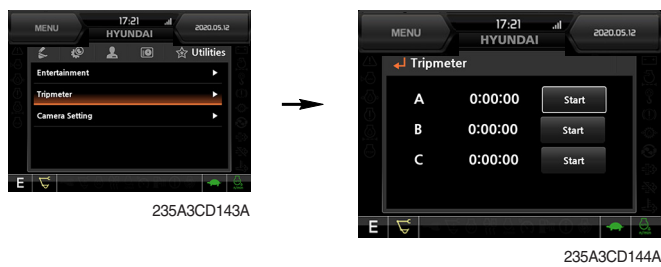 MENU
17:21
HYUNDAI
2020.05.12
Utilities
Entertainment
Tripmeter
Camera Setting
E
235A3CD143A
MENU
17:21
HYUNDAI
2020.05.12
Tripmeter
A 0:00:00 Start
B 0:00:00 Start
C 0:00:00 Start
E
235A3CD144A